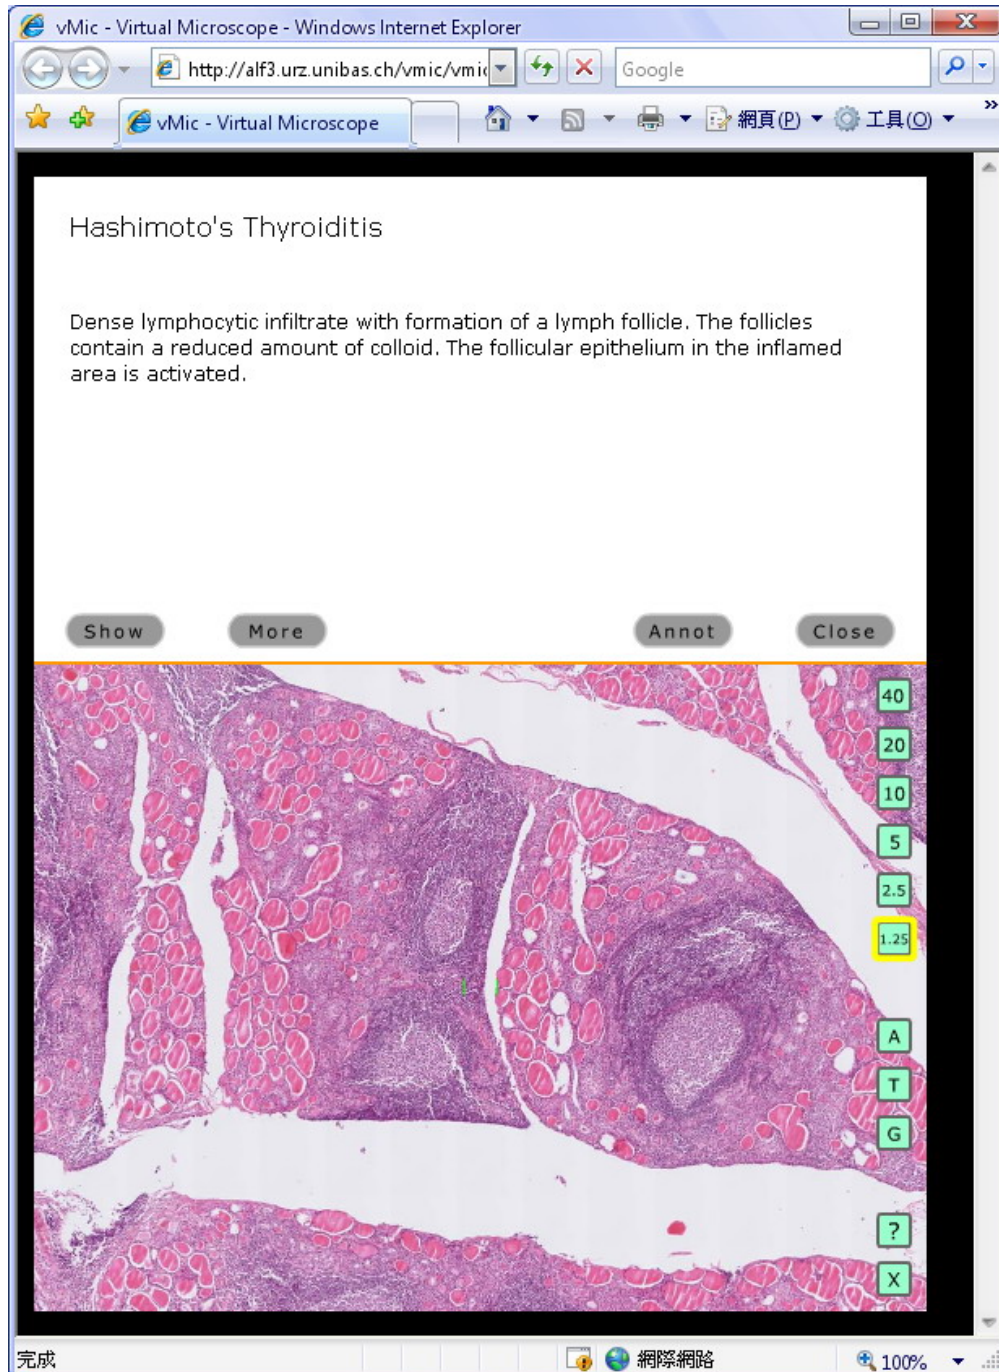 vMic - Virtual Microscope - Windows Internet Explorer
http://alf3.urz.unibas.ch/vmic/vmic
Google
vMic - Virtual Microscope
網頁(P)
工具(O)
Hashimoto's Thyroiditis
Dense lymphocytic infiltrate with formation of a lymph follicle. The follicles
contain a reduced amount of colloid. The follicular epithelium in the inflamed
area is activated.
Show More Annot Close
40
20
10
5
2.5
1.25
A
T
G
?
X
完成 網際網路 100%